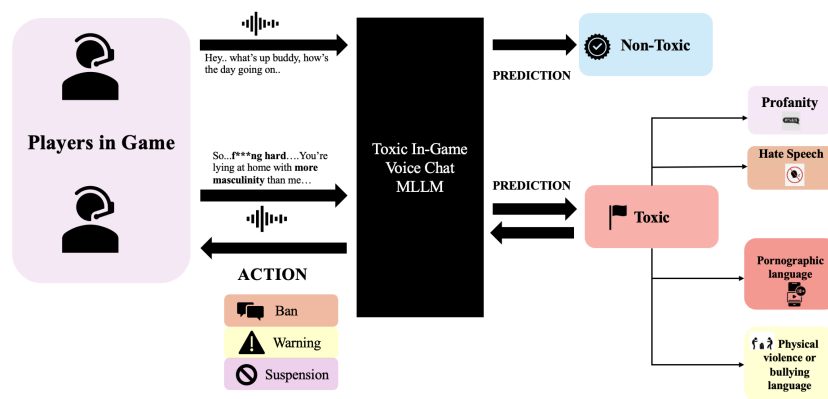 Players in Game
Hey.. what's up buddy, how's
the day going on..
So...f***ng hard….You're
lying at home with more
masculinity than me…
ACTION
Ban
Warning
Suspension
Toxic In-Game
Voice Chat
MLLM
PREDICTION
Non-Toxic
PREDICTION
Toxic
Profanity
Hate Speech
Pornographic
language
18+
Physical
violence or
bullying
language